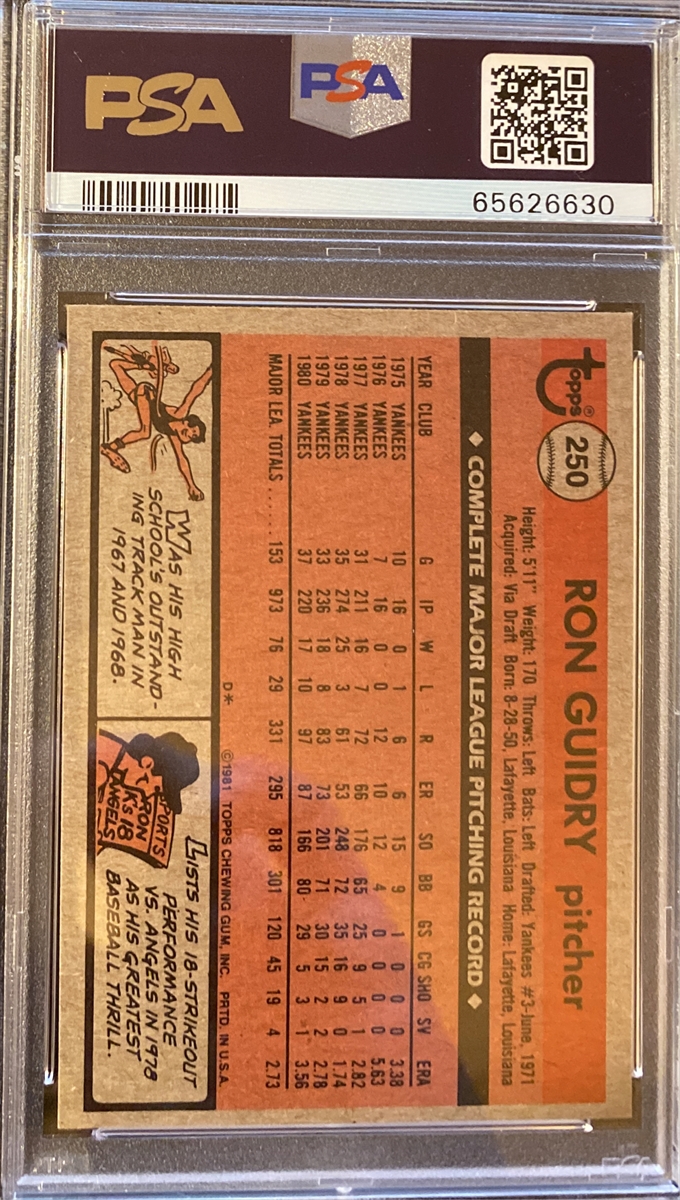 PSA
PSA
65626630
topps®
250
RON GUIDRY pitcher
Height: 5'11" Weight: 170 Throws: Left Bats: Left Drafted: Yankees #3-June, 1971
Acquired: Via Draft Born: 8-28-50, Lafayette, Louisiana Home: Lafayette, Louisiana
◆ COMPLETE MAJOR LEAGUE PITCHING RECORD ◆
YEAR CLUB G IP W L R ER SO BB GS CG SHO SV ERA
1975 YANKEES 10 16 0 1 6 6 15 9 1 0 0 0 3.38
1976 YANKEES 7 16 0 0 12 10 12 4 0 0 0 0 5.63
1977 YANKEES 31 211 16 7 72 66 176 65 25 9 5 1 2.82
1978 YANKEES 35 274 25 3 61 53 248 72 35 16 9 0 1.74
1979 YANKEES 33 236 18 8 83 73 201 71 30 15 2 2 2.78
1980 YANKEES 37 220 17 10 97 87 166 80 29 5 3 1 3.56
MAJOR LEA. TOTALS ...... 153 973 76 29 331 295 818 301 120 45 19 4 2.73
D* ©1981 TOPPS CHEWING GUM, INC. PRTD. IN U.S.A.
WAS HIS HIGH
SCHOOL'S OUTSTAND-
ING TRACK MAN IN
1967 AND 1968.
SPORTS
RON
K's 18
ANGELS
LISTS HIS 18-STRIKEOUT
PERFORMANCE
VS. ANGELS IN 1978
AS HIS GREATEST
BASEBALL THRILL.